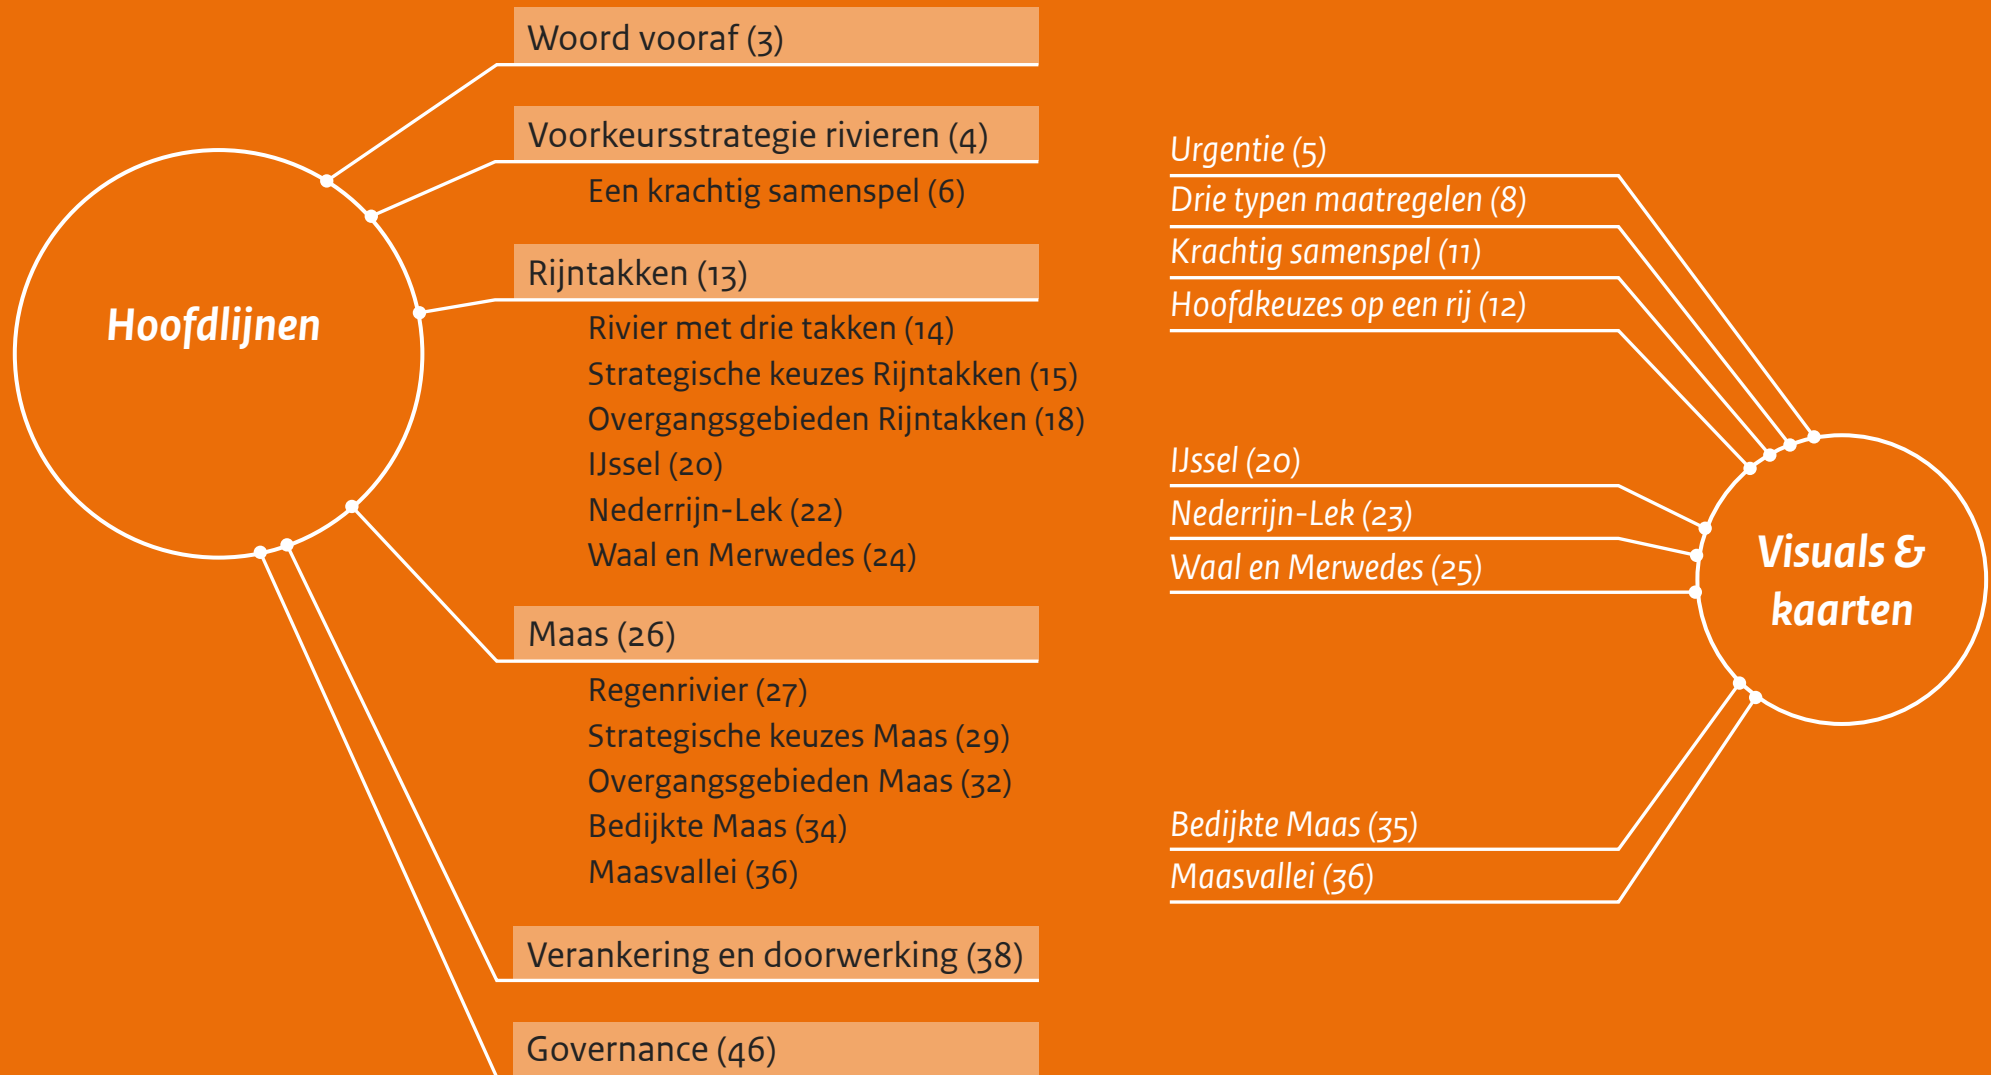 Hoofdlijnen
Woord vooraf (3)
Voorkeursstrategie rivieren (4)
Een krachtig samenspel (6)
Rijntakken (13)
Rivier met drie takken (14)
Strategische keuzes Rijntakken (15)
Overgangsgebieden Rijntakken (18)
IJssel (20)
Nederrijn-Lek (22)
Waal en Merwedes (24)
Maas (26)
Regenrivier (27)
Strategische keuzes Maas (29)
Overgangsgebieden Maas (32)
Bedijkte Maas (34)
Maasvallei (36)
Verankering en doorwerking (38)
Governance (46)
Urgentie (5)
Drie typen maatregelen (8)
Krachtig samenspel (11)
Hoofdkeuzes op een rij (12)
IJssel (20)
Nederrijn-Lek (23)
Waal en Merwedes (25)
Bedijkte Maas (35)
Maasvallei (36)
Visuals &
kaarten